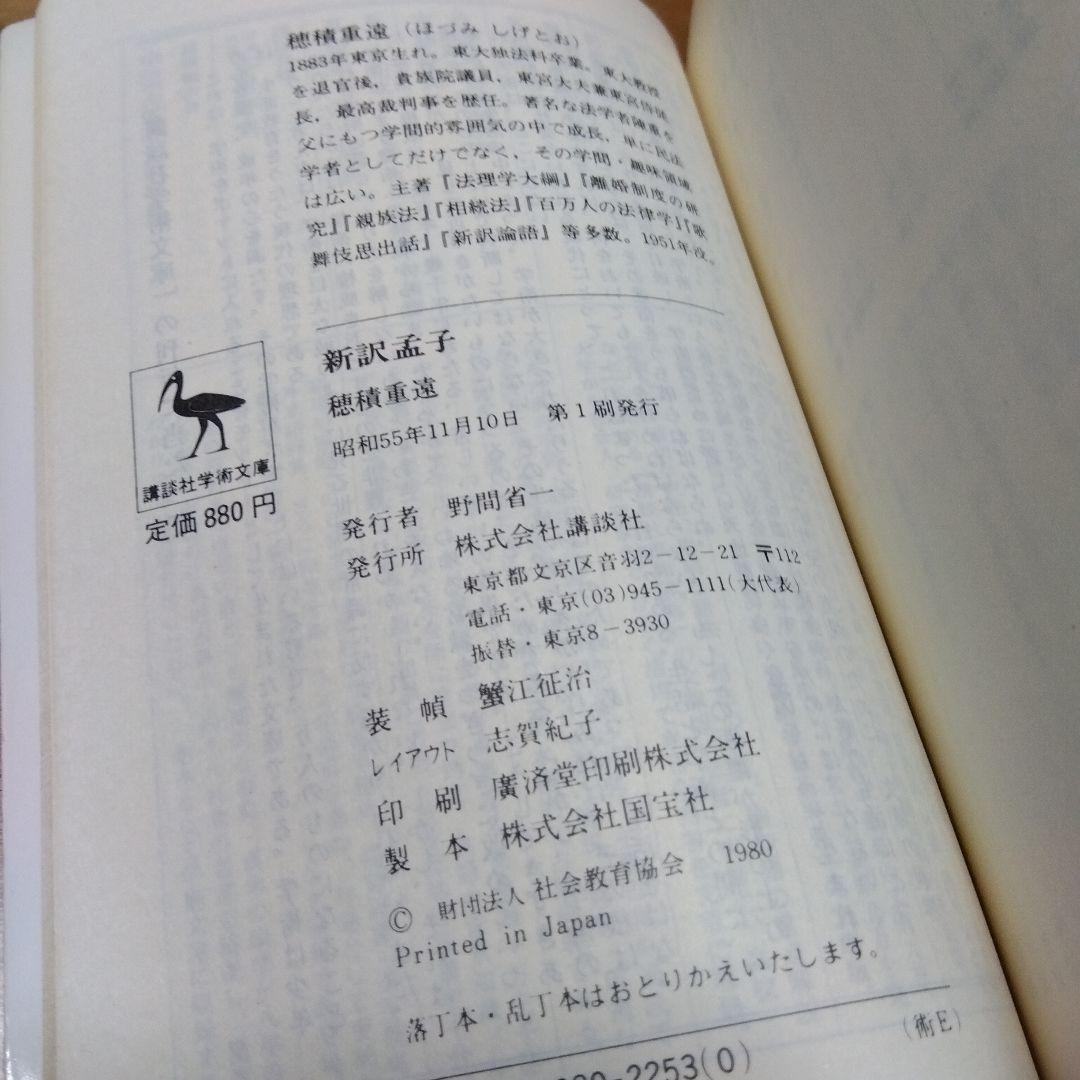 穂積重遠（ほづみ しげとお）
1883年東京生れ。東大独法科卒業。東大教授
を退官後，貴族院議員，東宮大夫兼東宮侍従
長，最高裁判事を歴任。著名な法学者陳重を
父にもつ学問的雰囲気の中で成長，単に民法
学者としてだけでなく，その学問・趣味領域
は広い。主著『法理学大綱』『離婚制度の研
究』『親族法』『相続法』『百万人の法律学』『歌
舞伎思出話』『新訳論語』等多数。1951年没。
新訳孟子
穂積重遠
昭和55年11月10日　第1刷発行
講談社学術文庫
定価880円
発行者　野間省一
発行所　株式会社講談社
東京都文京区音羽2-12-21 〒112
電話・東京(03)945-1111(大代表)
振替・東京8-3930
装　幀　蟹江征治
レイアウト　志賀紀子
印　刷　廣済堂印刷株式会社
製　本　株式会社国宝社
© 財団法人 社会教育協会　1980
Printed in Japan
落丁本・乱丁本はおとりかえいたします。
(術E)
-2253(0)